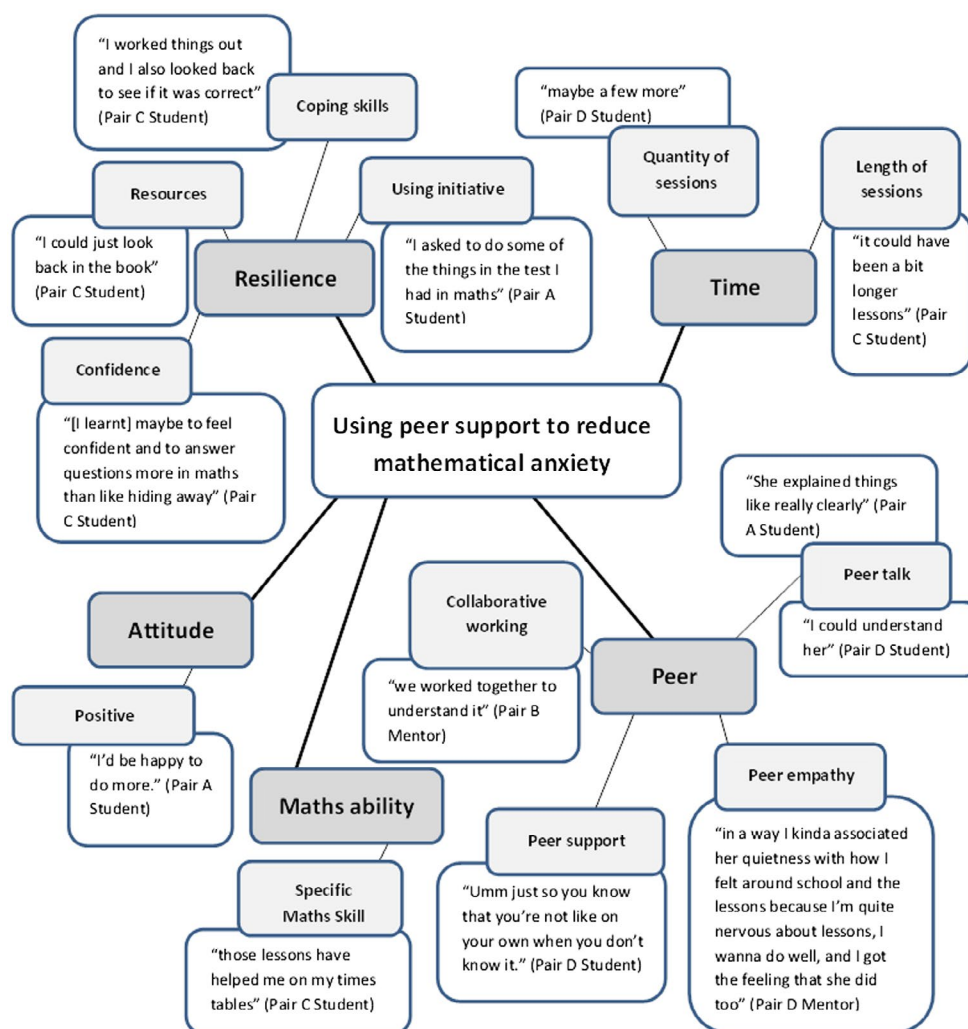 “I worked things out
and I also looked back
to see if it was correct”
(Pair C Student)
Coping skills
“maybe a few more”
(Pair D Student)
Quantity of
sessions
Length of
sessions
“it could have
been a bit
longer
lessons” (Pair
C Student)
Resources
“I could just look
back in the book”
(Pair C Student)
Using initiative
“I asked to do some of
the things in the test I
had in maths” (Pair A
Student)
Resilience
Time
Confidence
“[I learnt] maybe to feel
confident and to answer
questions more in maths
than like hiding away” (Pair
C Student)
Using peer support to reduce
mathematical anxiety
“She explained things
like really clearly” (Pair
A Student)
Peer talk
“I could understand
her” (Pair D Student)
Collaborative
working
“we worked together to
understand it” (Pair B
Mentor)
Attitude
Peer
Positive
“I’d be happy to
do more.” (Pair A
Student)
Maths ability
Specific
Maths Skill
“those lessons have
helped me on my times
tables” (Pair C Student)
Peer support
“Umm just so you know
that you’re not like on
your own when you don’t
know it.” (Pair D Student)
Peer empathy
“in a way I kinda associated
her quietness with how I
felt around school and the
lessons because I’m quite
nervous about lessons, I
wanna do well, and I got
the feeling that she did
too” (Pair D Mentor)